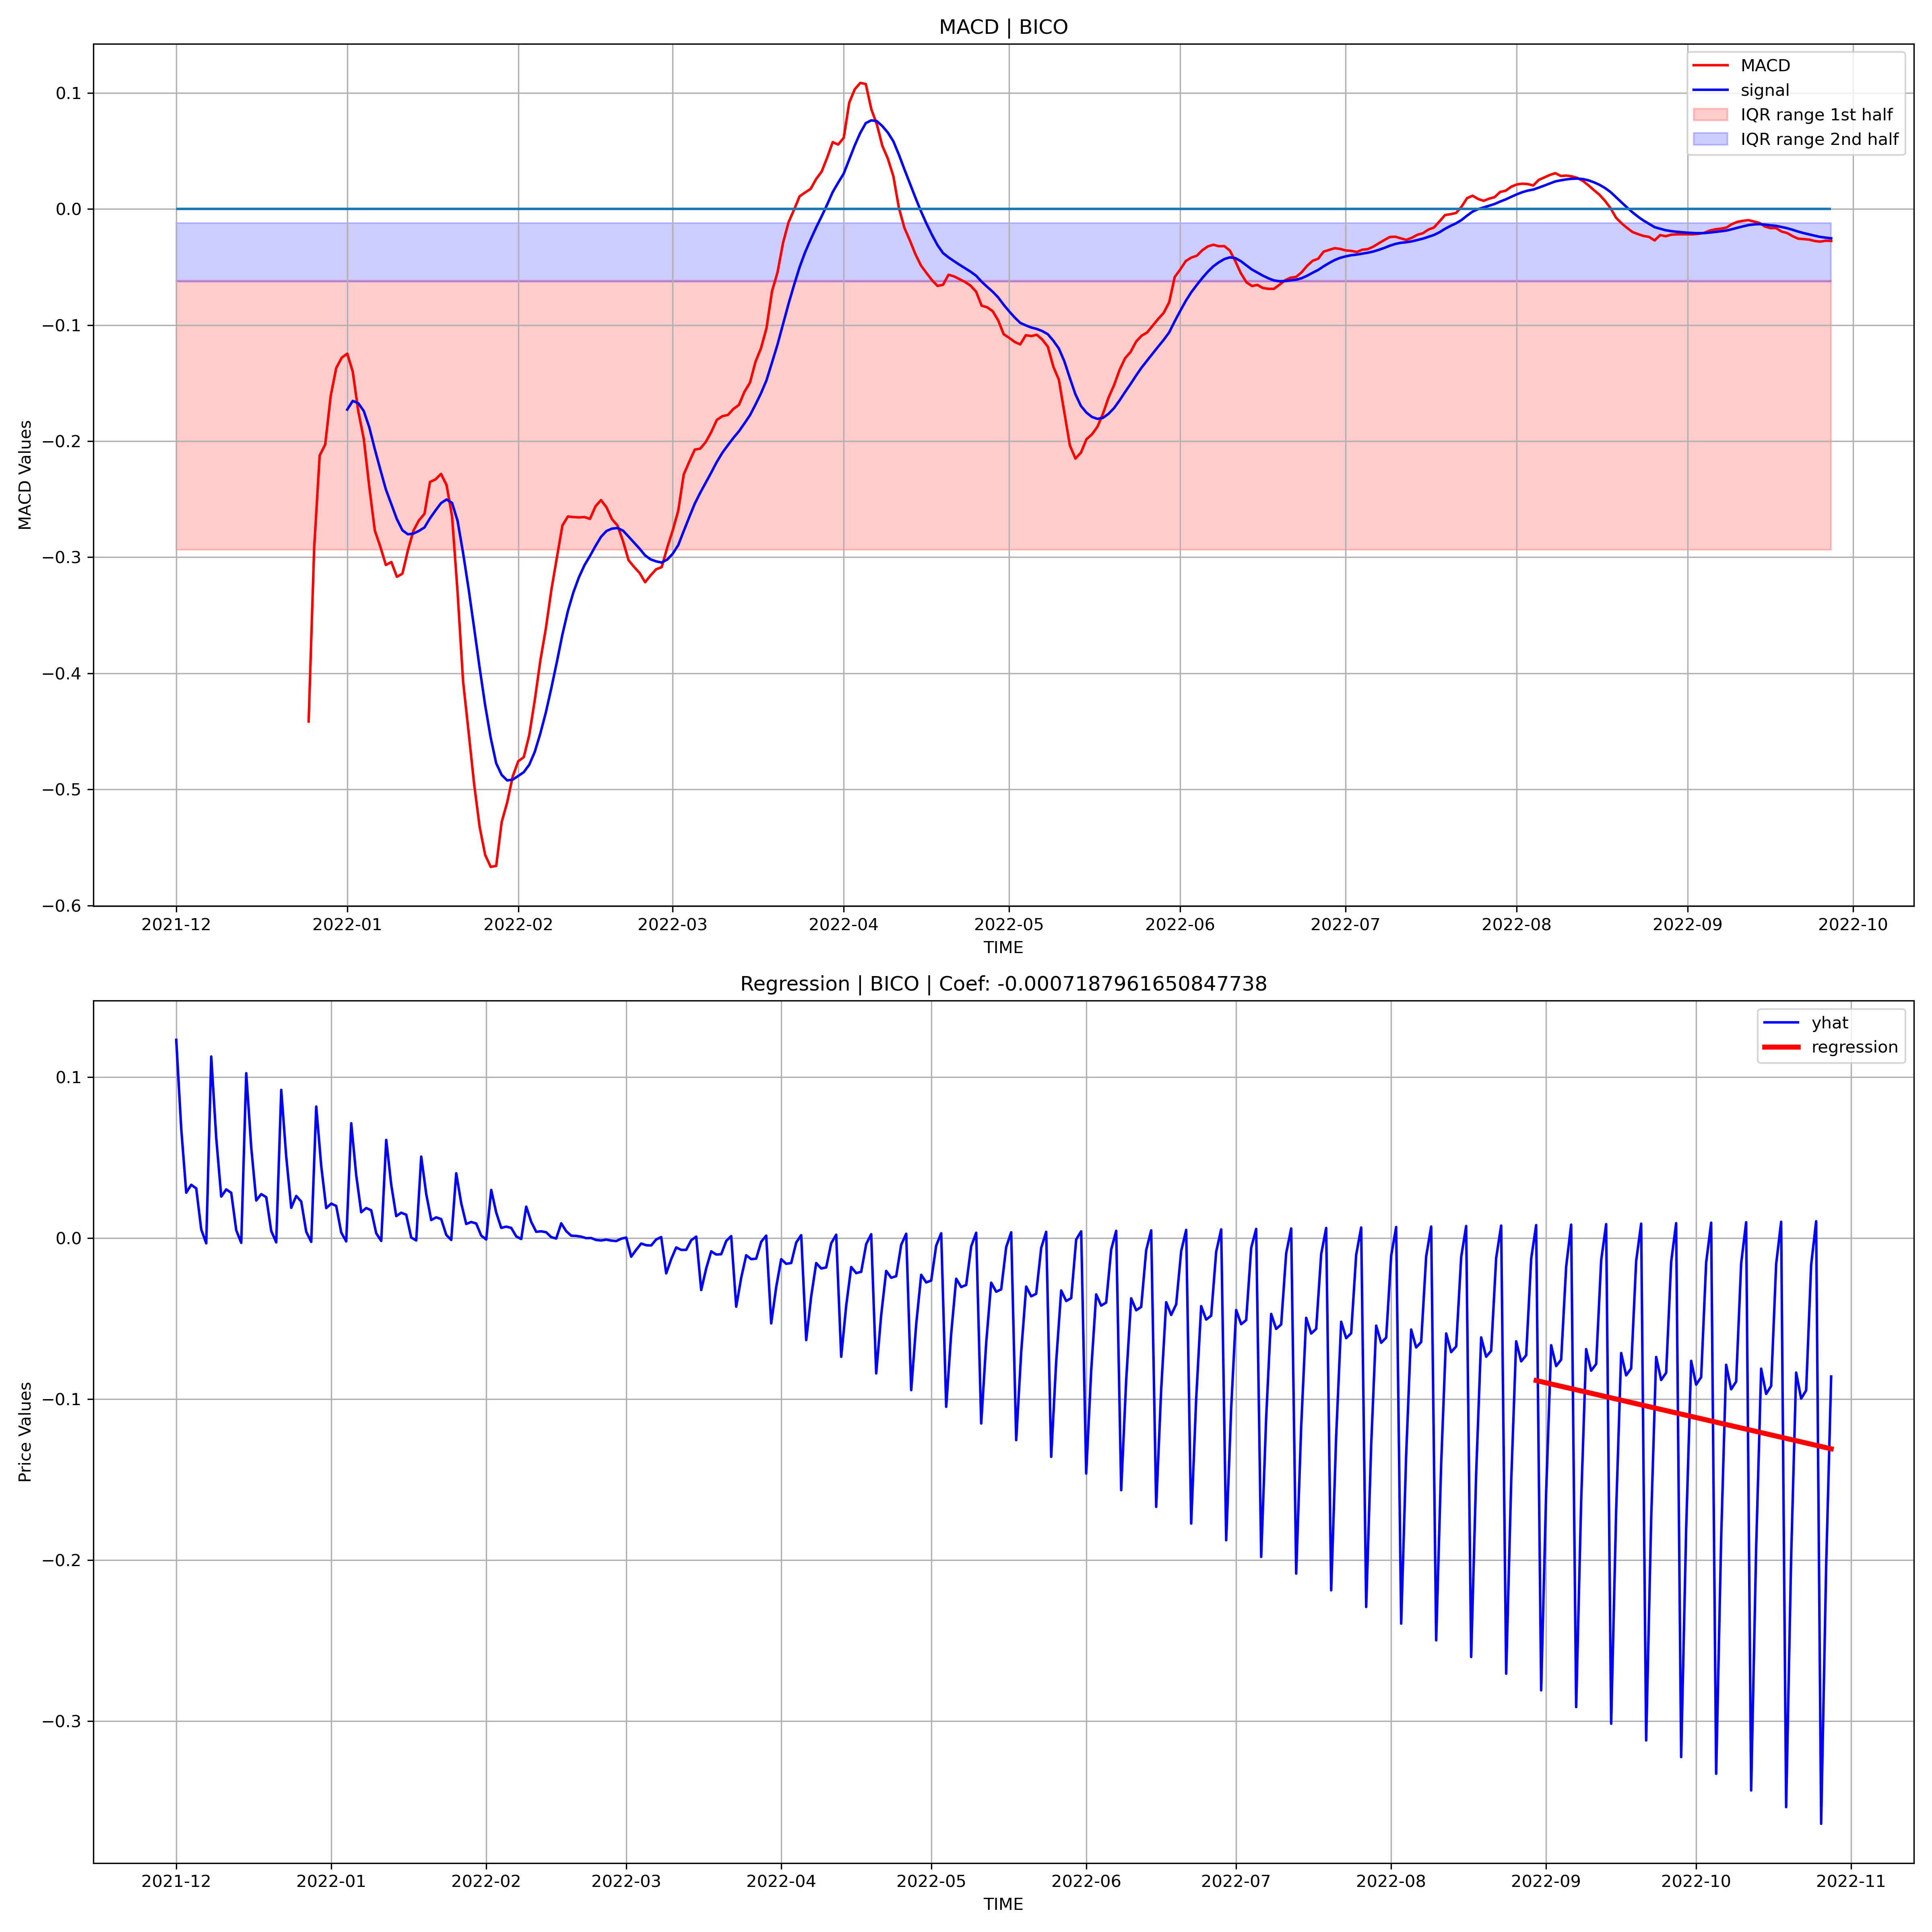 MACD | BICO
MACD
signal
IQR range 1st half
IQR range 2nd half
MACD Values
0.1
0.0
−0.1
−0.2
−0.3
−0.4
−0.5
−0.6
2021-12 2022-01 2022-02 2022-03 2022-04 2022-05 2022-06 2022-07 2022-08 2022-09 2022-10
TIME
Regression | BICO | Coef: -0.0007187961650847738
yhat
regression
Price Values
0.1
0.0
−0.1
−0.2
−0.3
2021-12 2022-01 2022-02 2022-03 2022-04 2022-05 2022-06 2022-07 2022-08 2022-09 2022-10 2022-11
TIME